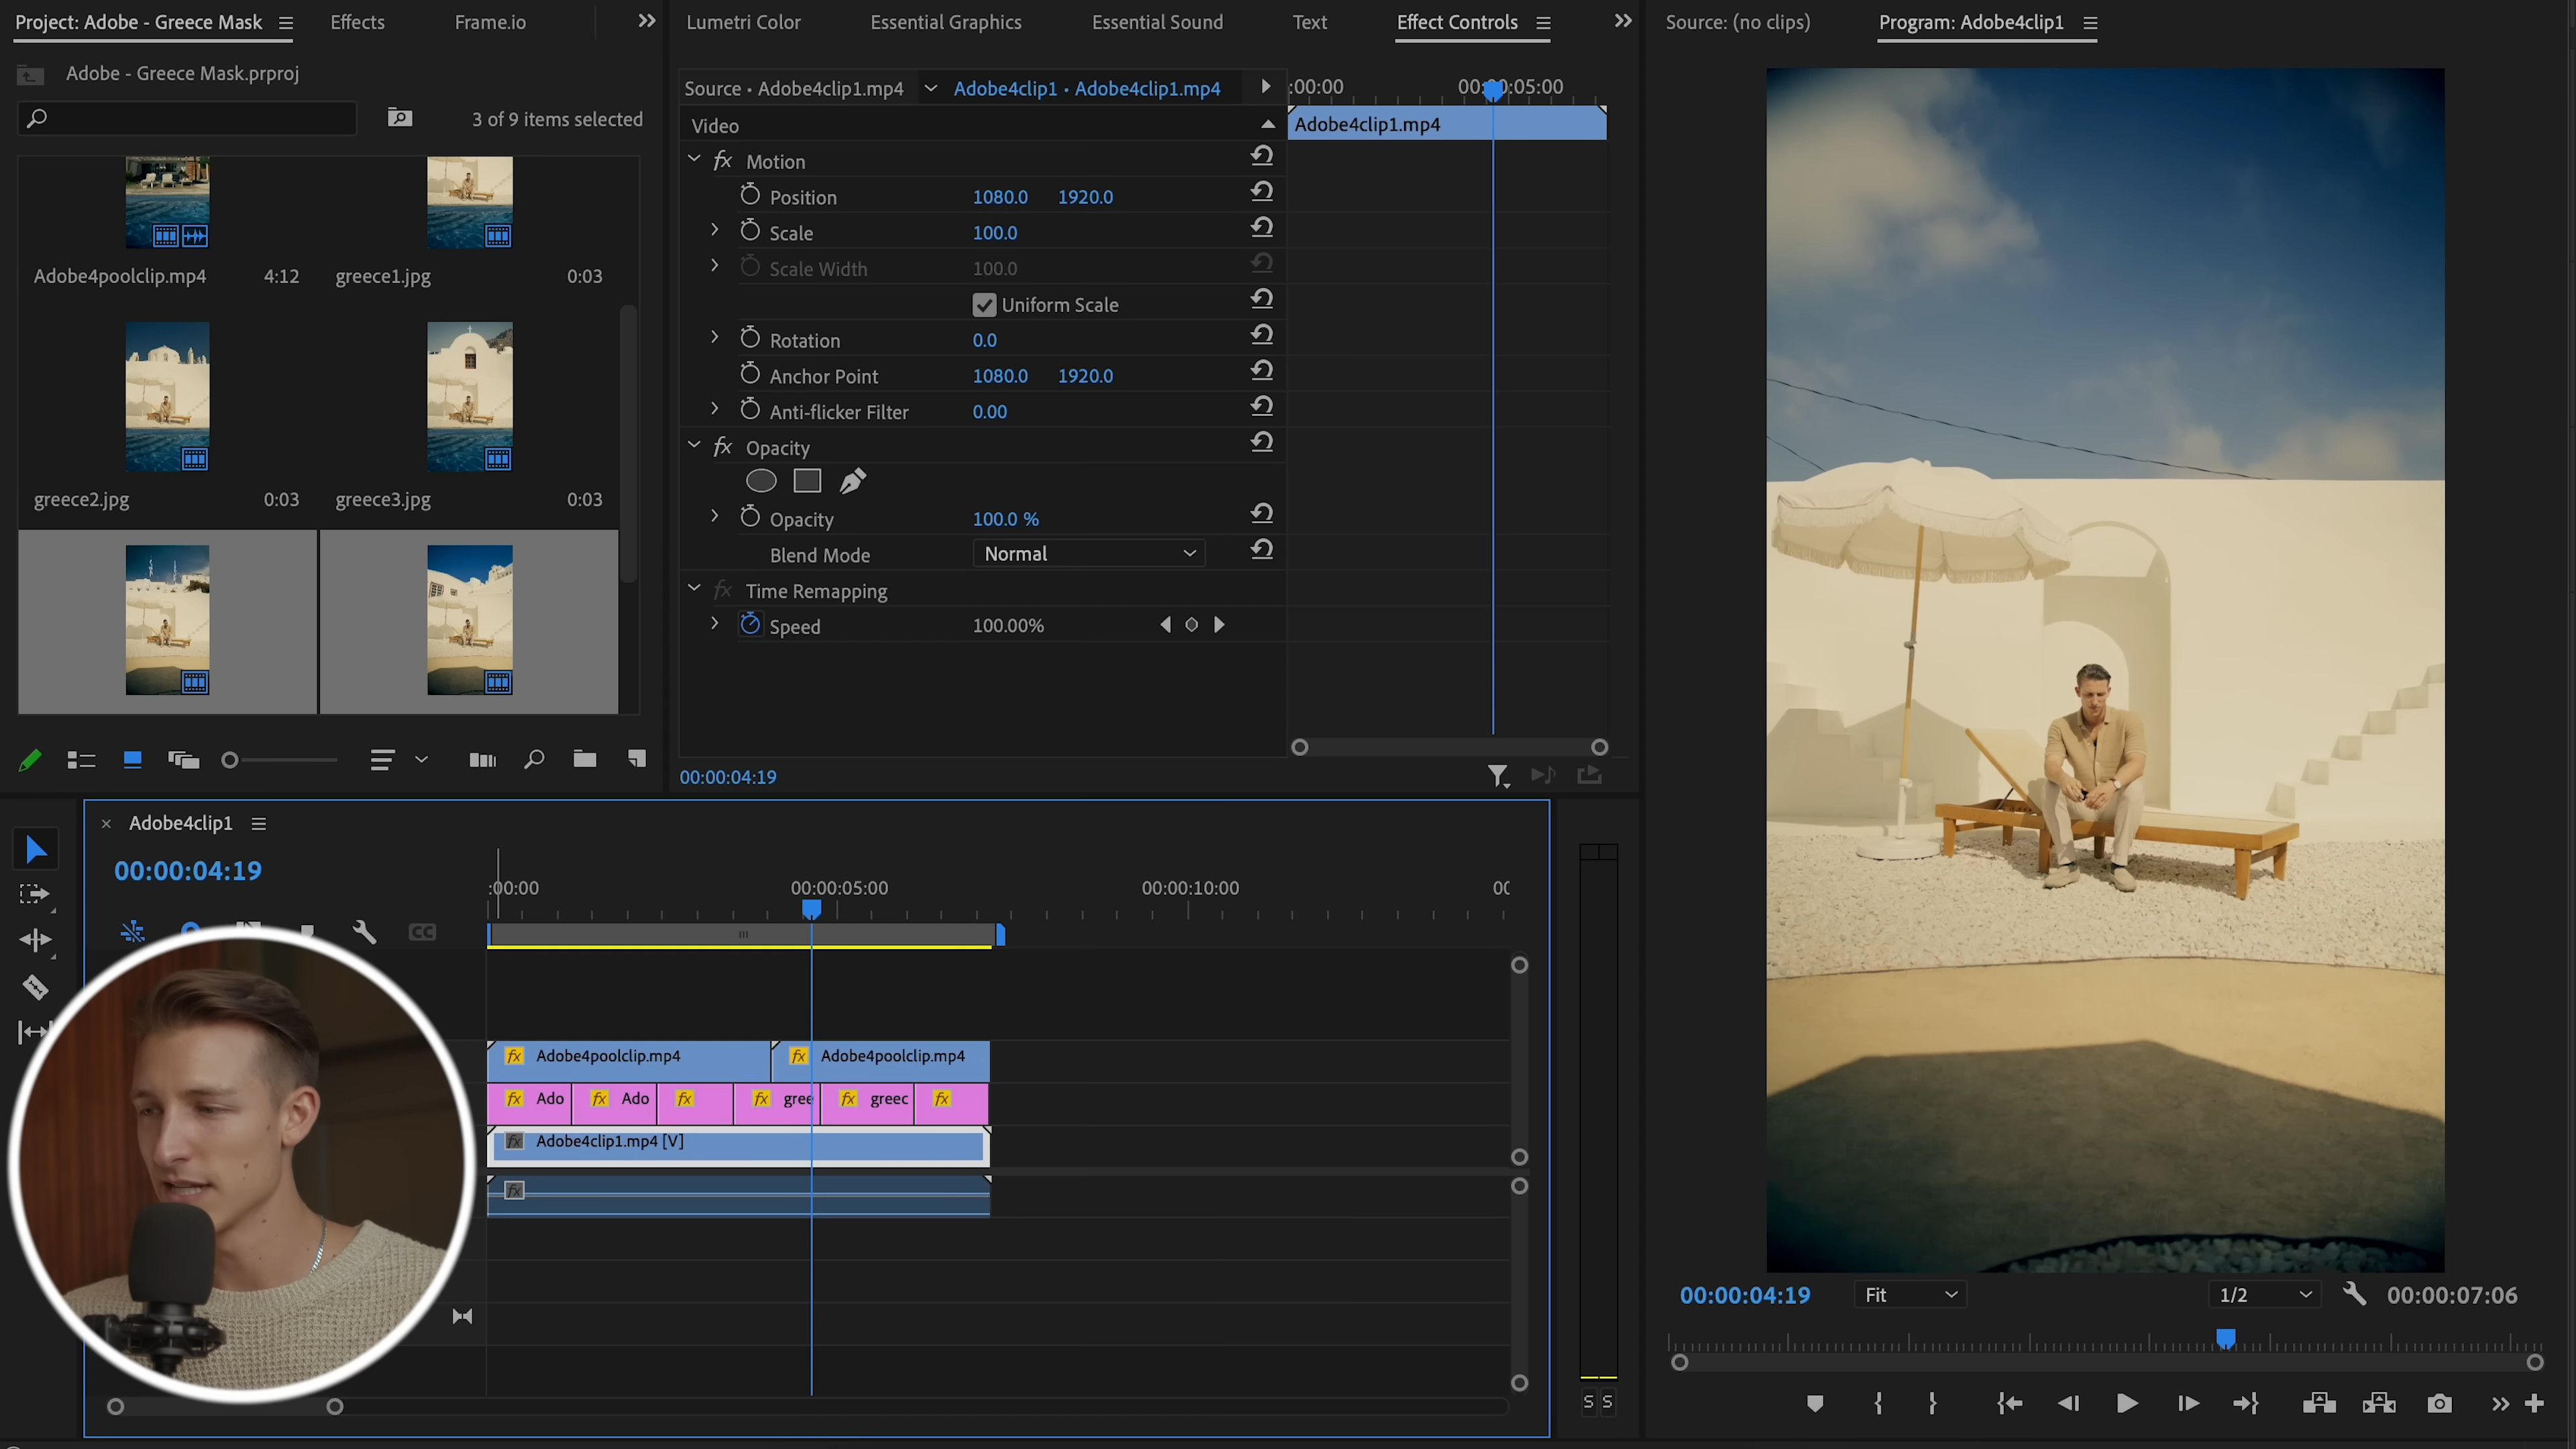 Project: Adobe - Greece Mask
Effects
Frame.io
Adobe - Greece Mask.prproj
3 of 9 items selected
Adobe4poolclip.mp4 4:12
greece1.jpg 0:03
greece2.jpg 0:03
greece3.jpg 0:03
Lumetri Color
Essential Graphics
Essential Sound
Text
Effect Controls
Source • Adobe4clip1.mp4
Adobe4clip1 • Adobe4clip1.mp4
:00:00
00:00:05:00
Video
Adobe4clip1.mp4
fx Motion
Position 1080.0 1920.0
Scale 100.0
Scale Width 100.0
Uniform Scale
Rotation 0.0
Anchor Point 1080.0 1920.0
Anti-flicker Filter 0.00
fx Opacity
Opacity 100.0 %
Blend Mode Normal
fx Time Remapping
Speed 100.00%
00:00:04:19
Source: (no clips)
Program: Adobe4clip1
00:00:04:19
Fit
1/2
00:00:07:06
Adobe4clip1
00:00:04:19
:00:00
00:00:05:00
00:00:10:00
00
CC
fx Adobe4poolclip.mp4
fx Adobe4poolclip.mp4
fx Ado
fx Ado
fx
fx gree
fx greec
fx
fx Adobe4clip1.mp4 [V]
fx
S S